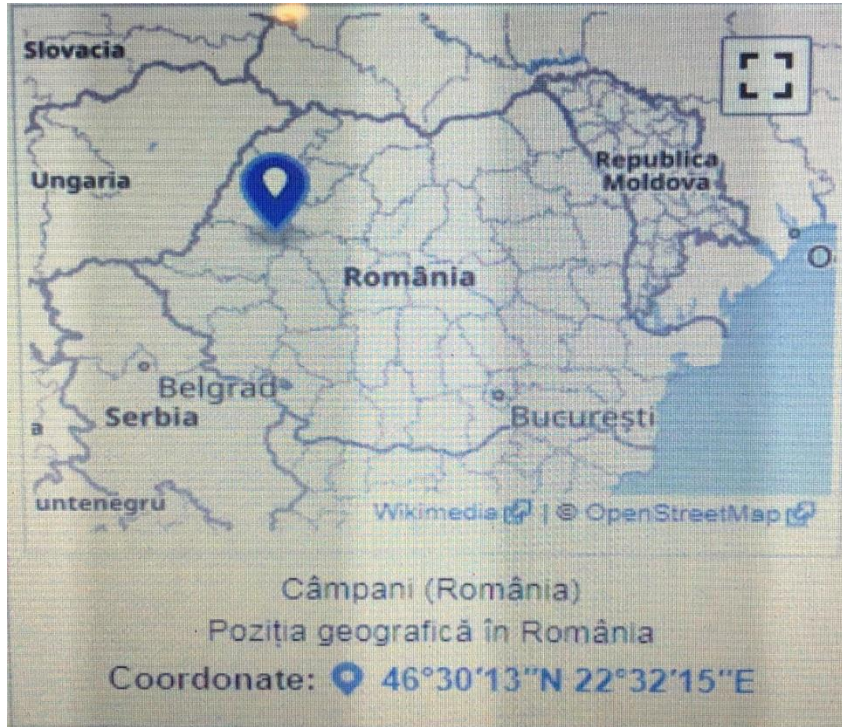 Slovacia
Ungaria
Republica
Moldova
România
O
Belgrad
Serbia
București
a
untenegru
Wikimedia | © OpenStreetMap
Câmpani (România)
Poziția geografică în România
Coordonate: 46°30′13″N 22°32′15″E